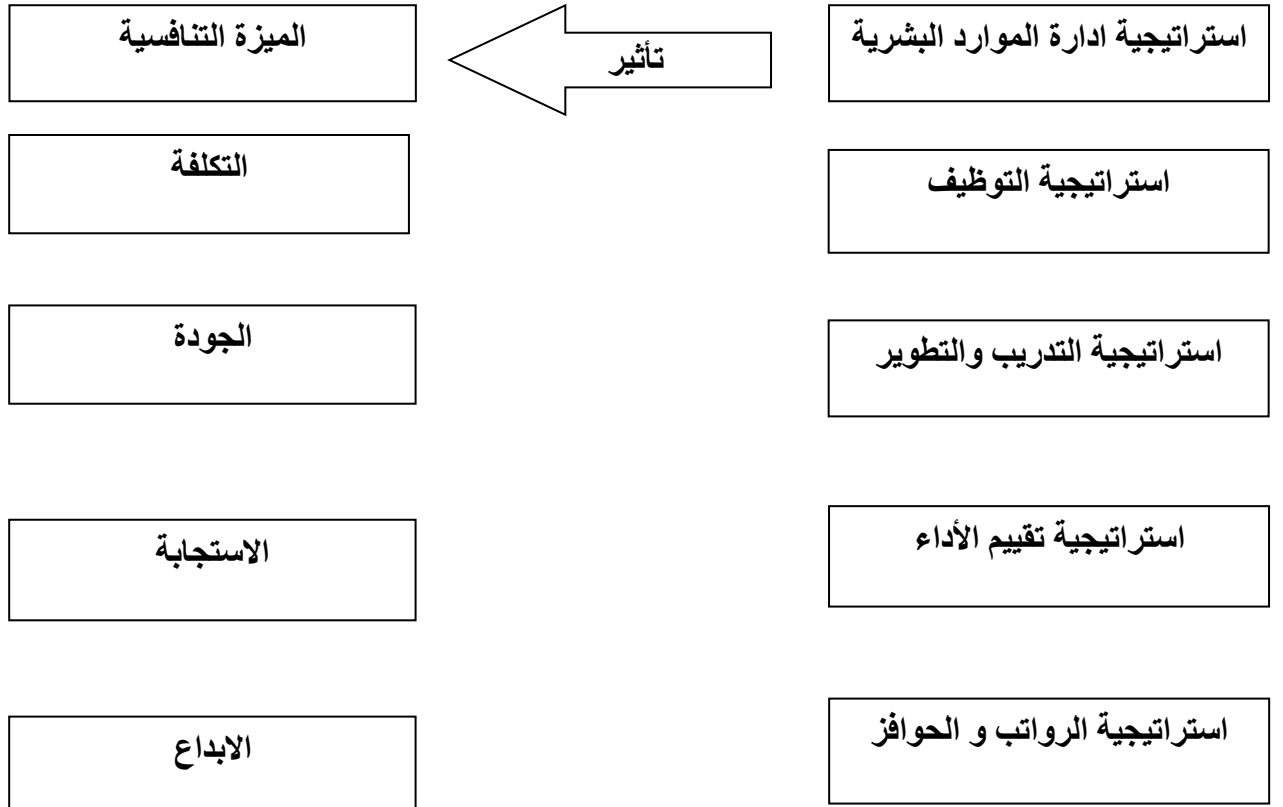 استراتيجية ادارة الموارد البشرية
تأثير
الميزة التنافسية
استراتيجية التوظيف
التكلفة
استراتيجية التدريب والتطوير
الجودة
استراتيجية تقييم الأداء
الاستجابة
استراتيجية الرواتب و الحوافز
الابداع